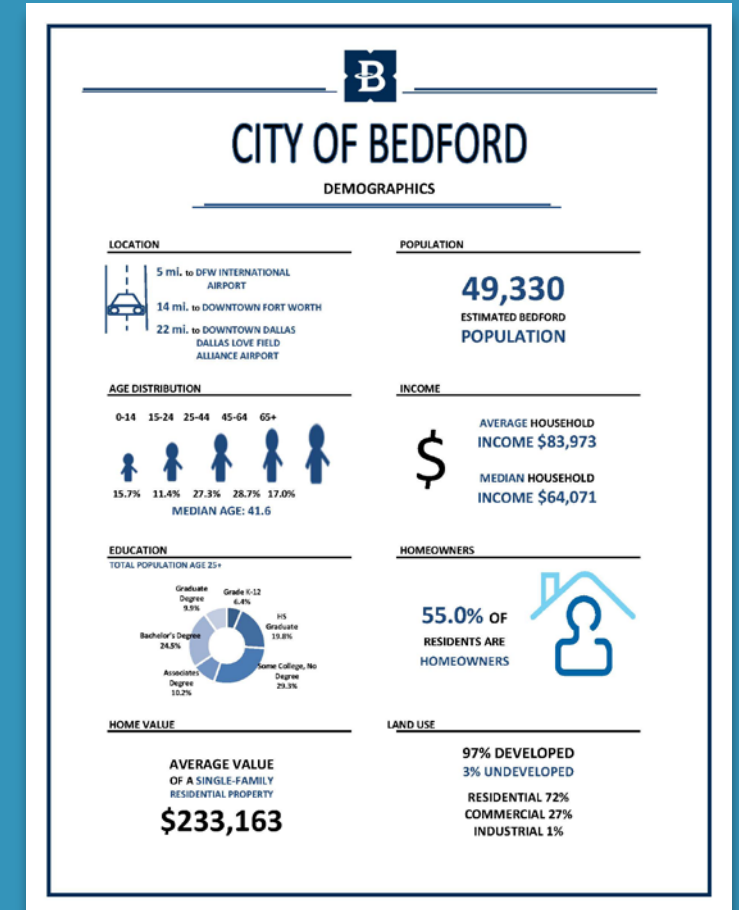 B
CITY OF BEDFORD
DEMOGRAPHICS
LOCATION
5 mi. to DFW INTERNATIONAL
AIRPORT
14 mi. to DOWNTOWN FORT WORTH
22 mi. to DOWNTOWN DALLAS
DALLAS LOVE FIELD
ALLIANCE AIRPORT
POPULATION
49,330
ESTIMATED BEDFORD
POPULATION
AGE DISTRIBUTION
0-14 15-24 25-44 45-64 65+
15.7% 11.4% 27.3% 28.7% 17.0%
MEDIAN AGE: 41.6
INCOME
$
AVERAGE HOUSEHOLD
INCOME $83,973
MEDIAN HOUSEHOLD
INCOME $64,071
EDUCATION
TOTAL POPULATION AGE 25+
Graduate
Degree
9.9%
Grade K-12
6.4%
HS
Graduate
19.8%
Bachelor's Degree
24.5%
Associates
Degree
10.2%
Some College, No
Degree
29.3%
HOMEOWNERS
55.0% OF
RESIDENTS ARE
HOMEOWNERS
HOME VALUE
AVERAGE VALUE
OF A SINGLE-FAMILY
RESIDENTIAL PROPERTY
$233,163
LAND USE
97% DEVELOPED
3% UNDEVELOPED
RESIDENTIAL 72%
COMMERCIAL 27%
INDUSTRIAL 1%